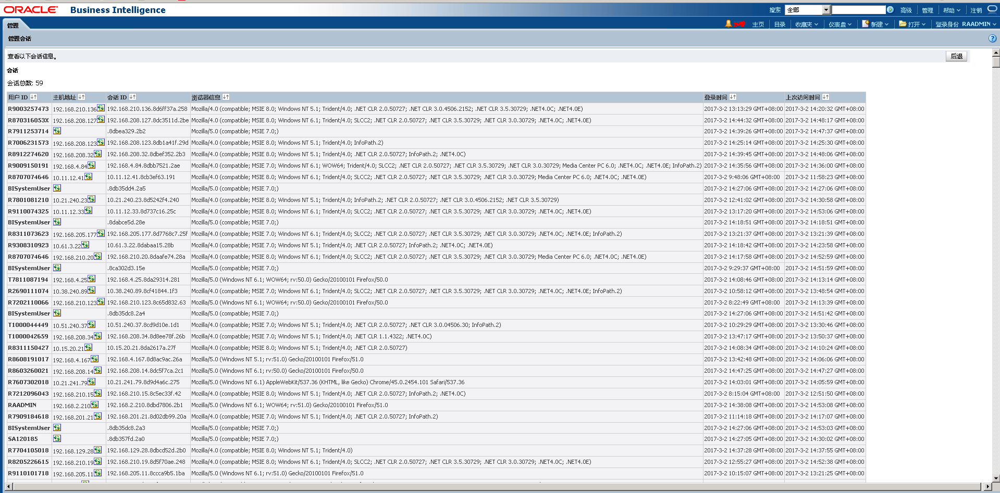 ORACLE Business Intelligence
搜索 全部 高级 管理 帮助 注销
管理 主页 目录 收藏夹 仪表盘 新建 打开 登录身份 RAADMIN
管理会话
查看以下会话信息。 后退
会话
会话总数: 59
用户 ID 主机地址 会话 ID 浏览器信息 登录时间 上次访问时间
R9003257473 192.168.210.136 192.168.210.136.8d6ff37a.258 Mozilla/4.0 (compatible; MSIE 8.0; Windows NT 5.1; Trident/4.0; .NET CLR 2.0.50727; .NET CLR 3.0.4506.2152; .NET CLR 3.5.30729; .NET4.0C; .NET4.0E) 2017-3-2 13:13:29 GMT+08:00 2017-3-2 14:20:32 GMT+08:00
R870316053X 192.168.208.127 192.168.208.127.8dc3511d.2be Mozilla/4.0 (compatible; MSIE 8.0; Windows NT 6.1; Trident/4.0; SLCC2; .NET CLR 2.0.50727; .NET CLR 3.5.30729; .NET CLR 3.0.30729; .NET4.0C; .NET4.0E) 2017-3-2 14:44:32 GMT+08:00 2017-3-2 14:48:17 GMT+08:00
R7911253714 .8dbea329.2b2 Mozilla/5.0 (compatible; MSIE 7.0;) 2017-3-2 14:39:26 GMT+08:00 2017-3-2 14:47:37 GMT+08:00
R7006231573 192.168.208.123 192.168.208.123.8db1a41f.29d Mozilla/4.0 (compatible; MSIE 8.0; Windows NT 5.1; Trident/4.0; InfoPath.2) 2017-3-2 14:25:14 GMT+08:00 2017-3-2 14:25:30 GMT+08:00
R8912274620 192.168.208.32 192.168.208.32.8dbef352.2b3 Mozilla/4.0 (compatible; MSIE 8.0; Windows NT 5.1; Trident/4.0; .NET CLR 2.0.50727; InfoPath.2; .NET4.0C) 2017-3-2 14:39:45 GMT+08:00 2017-3-2 14:48:06 GMT+08:00
R9009150191 192.168.4.84 192.168.4.84.8dbb7521.2ae Mozilla/4.0 (compatible; MSIE 7.0; Windows NT 6.1; WOW64; Trident/4.0; SLCC2; .NET CLR 2.0.50727; .NET CLR 3.5.30729; .NET CLR 3.0.30729; Media Center PC 6.0; .NET4.0C; .NET4.0E; InfoPath.2) 2017-3-2 14:35:56 GMT+08:00 2017-3-2 14:36:00 GMT+08:00
R8707074646 10.11.12.41 10.11.12.41.8cb3ef63.191 Mozilla/4.0 (compatible; MSIE 8.0; Windows NT 6.1; Trident/4.0; SLCC2; .NET CLR 2.0.50727; .NET CLR 3.5.30729; .NET CLR 3.0.30729; Media Center PC 6.0; .NET4.0C; .NET4.0E) 2017-3-2 9:48:06 GMT+08:00 2017-3-2 11:58:23 GMT+08:00
BISystemUser .8db35dd4.2a5 Mozilla/5.0 (compatible; MSIE 7.0;) 2017-3-2 14:27:06 GMT+08:00 2017-3-2 14:27:06 GMT+08:00
R7801081210 10.21.240.23 10.21.240.23.8d5242f4.240 Mozilla/4.0 (compatible; MSIE 8.0; Windows NT 5.1; Trident/4.0; InfoPath.2; .NET CLR 2.0.50727; .NET CLR 3.0.4506.2152; .NET CLR 3.5.30729) 2017-3-2 12:41:02 GMT+08:00 2017-3-2 14:30:58 GMT+08:00
R9110074325 10.11.12.33 10.11.12.33.8d737c16.25c Mozilla/4.0 (compatible; MSIE 8.0; Windows NT 6.1; Trident/4.0; SLCC2; .NET CLR 2.0.50727; .NET CLR 3.5.30729; .NET CLR 3.0.30729; .NET4.0C; .NET4.0E) 2017-3-2 13:17:20 GMT+08:00 2017-3-2 14:53:06 GMT+08:00
BISystemUser .8dabce5d.28e Mozilla/5.0 (compatible; MSIE 7.0;) 2017-3-2 14:18:51 GMT+08:00 2017-3-2 14:18:51 GMT+08:00
R8311073623 192.168.205.177 192.168.205.177.8d7768c7.25f Mozilla/4.0 (compatible; MSIE 7.0; Windows NT 6.1; Trident/4.0; SLCC2; .NET CLR 2.0.50727; .NET CLR 3.5.30729; .NET CLR 3.0.30729; .NET4.0C; .NET4.0E; InfoPath.2) 2017-3-2 13:21:37 GMT+08:00 2017-3-2 13:21:39 GMT+08:00
R9308310923 10.61.3.22 10.61.3.22.8dabaa15.28b Mozilla/4.0 (compatible; MSIE 7.0; Windows NT 5.1; Trident/4.0; .NET CLR 2.0.50727; InfoPath.2; .NET4.0C; .NET4.0E) 2017-3-2 14:18:42 GMT+08:00 2017-3-2 14:23:58 GMT+08:00
R8707074646 192.168.210.20 192.168.210.20.8daafe74.28a Mozilla/4.0 (compatible; MSIE 8.0; Windows NT 6.1; Trident/4.0; SLCC2; .NET CLR 2.0.50727; .NET CLR 3.5.30729; .NET CLR 3.0.30729; Media Center PC 6.0; .NET4.0C; .NET4.0E) 2017-3-2 14:17:58 GMT+08:00 2017-3-2 14:52:59 GMT+08:00
BISystemUser .8ca302d3.15e Mozilla/5.0 (compatible; MSIE 7.0;) 2017-3-2 9:29:37 GMT+08:00 2017-3-2 14:51:59 GMT+08:00
T7811087194 192.168.4.25 192.168.4.25.8da29314.281 Mozilla/5.0 (Windows NT 6.1; WOW64; rv:50.0) Gecko/20100101 Firefox/50.0 2017-3-2 14:08:46 GMT+08:00 2017-3-2 14:13:14 GMT+08:00
R2690111074 10.38.240.89 10.38.240.89.8cf41844.1f3 Mozilla/4.0 (compatible; MSIE 7.0; Windows NT 6.1; Trident/4.0; SLCC2; .NET CLR 2.0.50727; .NET CLR 3.5.30729; .NET CLR 3.0.30729; .NET4.0C; .NET4.0E; InfoPath.2) 2017-3-2 10:58:12 GMT+08:00 2017-3-2 13:48:54 GMT+08:00
R7202110066 192.168.210.123 192.168.210.123.8c65d832.63 Mozilla/5.0 (Windows NT 6.1; WOW64; rv:50.0) Gecko/20100101 Firefox/50.0 2017-3-2 8:22:49 GMT+08:00 2017-3-2 14:13:39 GMT+08:00
BISystemUser .8db35dc8.2a4 Mozilla/5.0 (compatible; MSIE 7.0;) 2017-3-2 14:27:06 GMT+08:00 2017-3-2 14:51:42 GMT+08:00
T1000044449 10.51.240.37 10.51.240.37.8cd9d10e.1d1 Mozilla/4.0 (compatible; MSIE 7.0; Windows NT 5.1; Trident/4.0; .NET CLR 2.0.50727; .NET CLR 3.0.04506.30; InfoPath.2) 2017-3-2 10:29:29 GMT+08:00 2017-3-2 13:30:46 GMT+08:00
T1000042659 192.168.208.34 192.168.208.34.8d8ee78f.26b Mozilla/4.0 (compatible; MSIE 7.0; Windows NT 5.1; Trident/4.0; .NET CLR 1.1.4322; .NET4.0C) 2017-3-2 13:47:17 GMT+08:00 2017-3-2 13:50:37 GMT+08:00
R8311150427 10.15.20.21 10.15.20.21.8da2617a.27f Mozilla/4.0 (compatible; MSIE 8.0; Windows NT 5.1; Trident/4.0; .NET CLR 2.0.50727) 2017-3-2 14:08:34 GMT+08:00 2017-3-2 14:10:24 GMT+08:00
R8608191017 192.168.4.167 192.168.4.167.8d8ac9ac.26a Mozilla/5.0 (Windows NT 5.1; rv:51.0) Gecko/20100101 Firefox/51.0 2017-3-2 13:42:48 GMT+08:00 2017-3-2 14:06:06 GMT+08:00
R8603260021 192.168.208.14 192.168.208.14.8dc5f7ca.2c1 Mozilla/5.0 (Windows NT 6.1; rv:50.0) Gecko/20100101 Firefox/50.0 2017-3-2 14:47:25 GMT+08:00 2017-3-2 14:47:27 GMT+08:00
R7607302018 10.21.241.79 10.21.241.79.8d9d4a6c.275 Mozilla/5.0 (Windows NT 6.1) AppleWebKit/537.36 (KHTML, like Gecko) Chrome/45.0.2454.101 Safari/537.36 2017-3-2 14:03:01 GMT+08:00 2017-3-2 14:05:59 GMT+08:00
R7212096043 192.168.210.15 192.168.210.15.8c5ec33f.42 Mozilla/4.0 (compatible; MSIE 8.0; Windows NT 5.1; Trident/4.0; .NET CLR 2.0.50727; InfoPath.2; .NET4.0C) 2017-3-2 8:15:04 GMT+08:00 2017-3-2 12:51:50 GMT+08:00
RAADMIN 192.168.2.210 192.168.2.210.8dbd7806.2b1 Mozilla/5.0 (Windows NT 6.1; WOW64; rv:51.0) Gecko/20100101 Firefox/51.0 2017-3-2 14:38:08 GMT+08:00 2017-3-2 14:53:08 GMT+08:00
R7909184618 192.168.201.21 192.168.201.21.8d02db99.20a Mozilla/4.0 (compatible; MSIE 7.0; Windows NT 5.1; Trident/4.0; .NET CLR 2.0.50727; InfoPath.2) 2017-3-2 11:14:18 GMT+08:00 2017-3-2 14:17:07 GMT+08:00
BISystemUser .8db35dc8.2a3 Mozilla/5.0 (compatible; MSIE 7.0;) 2017-3-2 14:27:06 GMT+08:00 2017-3-2 14:53:03 GMT+08:00
SA120185 .8db357fd.2a0 Mozilla/5.0 (compatible; MSIE 7.0;) 2017-3-2 14:27:05 GMT+08:00 2017-3-2 14:30:02 GMT+08:00
R7704105018 192.168.129.28 192.168.129.28.8dbcd52d.2b0 Mozilla/4.0 (compatible; MSIE 8.0; Windows NT 5.1; Trident/4.0) 2017-3-2 14:37:28 GMT+08:00 2017-3-2 14:37:55 GMT+08:00
R8205226615 192.168.210.19 192.168.210.19.8d5f70ae.248 Mozilla/4.0 (compatible; MSIE 8.0; Windows NT 6.1; Trident/4.0; SLCC2; .NET CLR 2.0.50727; .NET CLR 3.5.30729; .NET CLR 3.0.30729; .NET4.0C; .NET4.0E) 2017-3-2 12:55:27 GMT+08:00 2017-3-2 14:52:38 GMT+08:00
R9110101718 192.168.205.11 192.168.205.11.8ccca9b5.1ba Mozilla/5.0 (Windows NT 6.1; rv:51.0) Gecko/20100101 Firefox/51.0 2017-3-2 10:15:07 GMT+08:00 2017-3-2 13:21:25 GMT+08:00